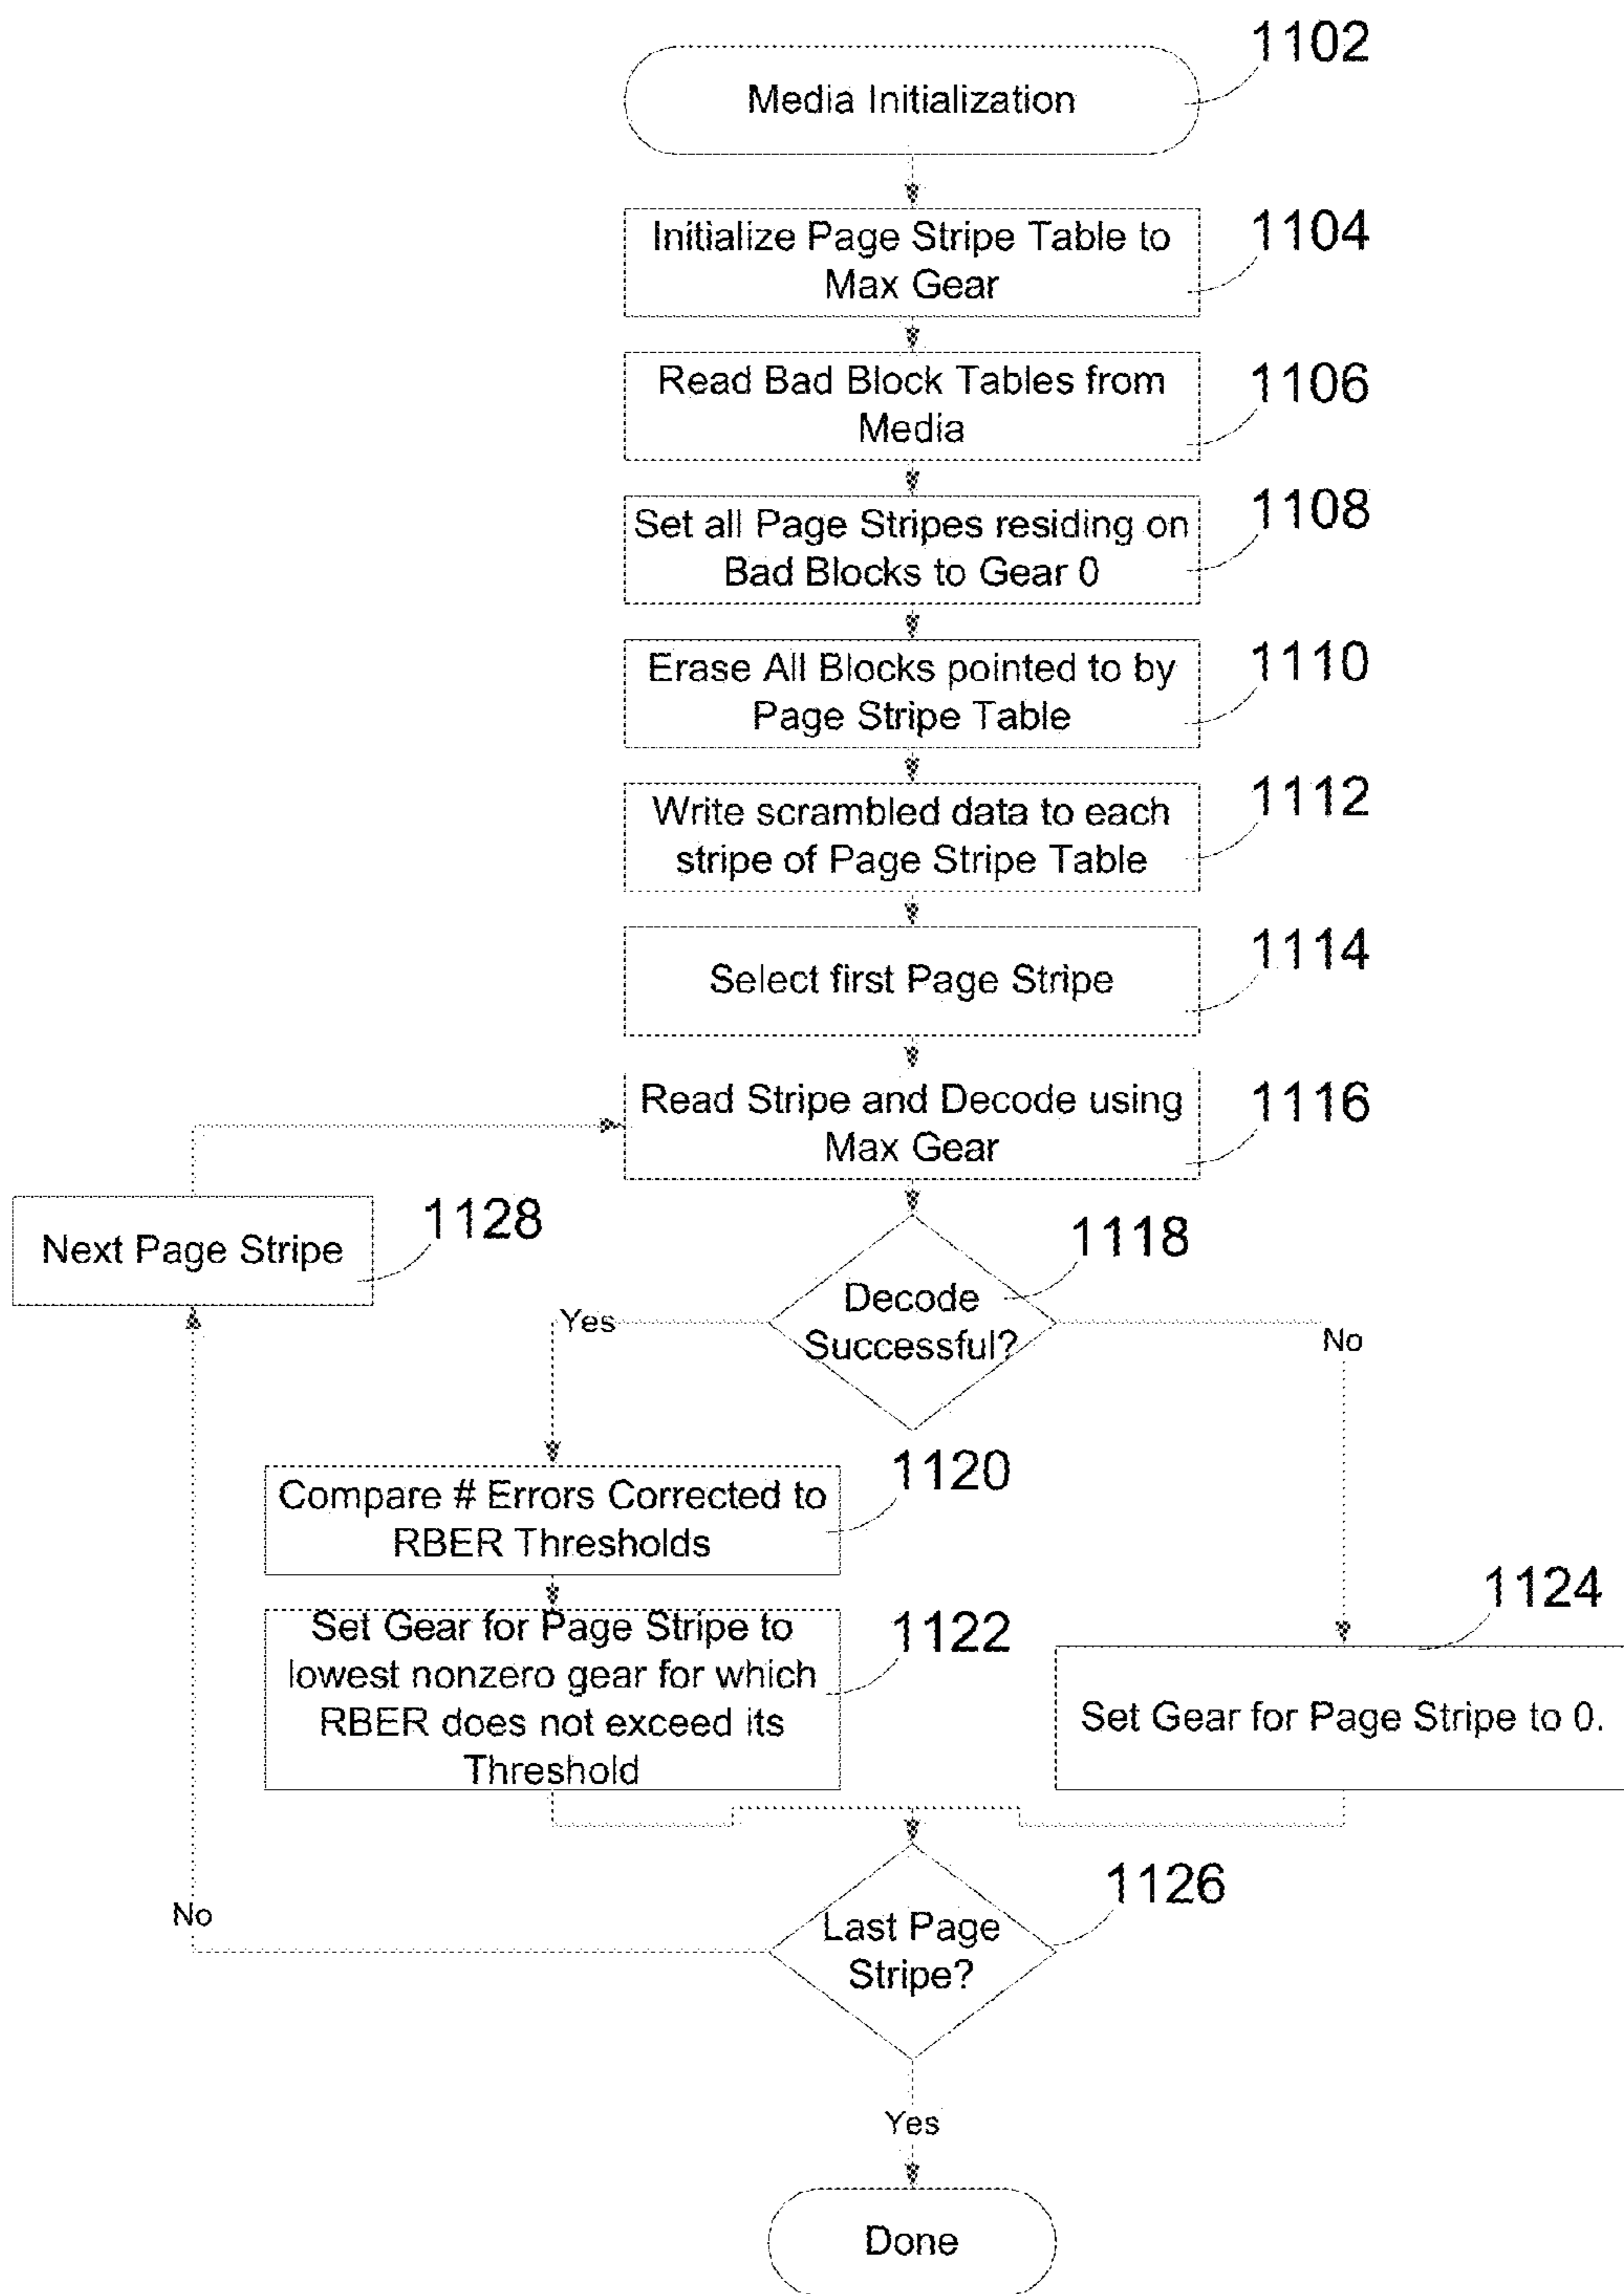 1102
Media Initialization
1104
Initialize Page Stripe Table to
Max Gear
1106
Read Bad Block Tables from
Media
1108
Set all Page Stripes residing on
Bad Blocks to Gear 0
1110
Erase All Blocks pointed to by
Page Stripe Table
1112
Write scrambled data to each
stripe of Page Stripe Table
1114
Select first Page Stripe
1116
Read Stripe and Decode using
Max Gear
1128
Next Page Stripe
1118
Decode
Successful?
Yes
No
1120
Compare # Errors Corrected to
RBER Thresholds
1122
Set Gear for Page Stripe to
lowest nonzero gear for which
RBER does not exceed its
Threshold
1124
Set Gear for Page Stripe to 0.
1126
Last Page
Stripe?
No
Yes
Done